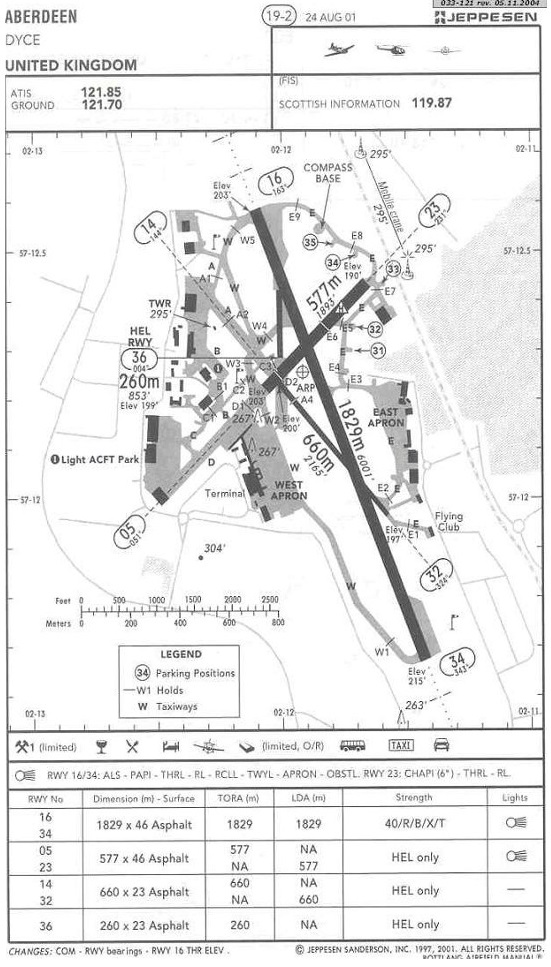 033-121 rev. 05.11.2004
ABERDEEN
19-2 24 AUG 01 JEPPESEN
DYCE
UNITED KINGDOM
ATIS 121.85
GROUND 121.70
(FIS)
SCOTTISH INFORMATION 119.87
02-13 02-12 02-11
295'
COMPASS BASE
Mobile crane
295'
Elev 203'
16 163°
14 144°
23 231°
E9 E
35
E8
34
Elev 190'
33
E
E7
295'
57-12.5 57-12.5
W W5
A
A1
W
577m
1893'
A A2
TWR 295'
W4
W
E6 E5
32
31
HEL RWY
36 004°
260m
853'
Elev 199'
B
W3 C3
D2 ARP
E4
E3
B1 C2 W
Elev 203'
A4
D1
267'
W2
Elev 200'
C1 B
C
267'
1829m
6001'
660m
2165'
EAST APRON
E
E
Light ACFT Park
D
W
WEST APRON
Terminal
57-12 57-12
E2 E
Elev 197'
E E1
Flying Club
05 051°
304'
32 324°
Feet 0 500 1000 1500 2000 2500
Meters 0 200 400 600 800
W
LEGEND
34 Parking Positions
W1 Holds
W Taxiways
W1
34 343°
Elev 215'
263'
02-13 02-12 02-11
1 (limited) (limited, O/R) TAXI
RWY 16/34: ALS - PAPI - THRL - RL - RCLL - TWYL - APRON - OBSTL. RWY 23: CHAPI (6°) - THRL - RL.
RWY No Dimension (m) - Surface TORA (m) LDA (m) Strength Lights
16
34 1829 x 46 Asphalt 1829 1829 40/R/B/X/T
05 577 NA
577 x 46 Asphalt HEL only
23 NA 577
14 660 NA
660 x 23 Asphalt HEL only —
32 NA 660
36 260 x 23 Asphalt 260 NA HEL only —
CHANGES: COM - RWY bearings - RWY 16 THR ELEV .
© JEPPESEN SANDERSON, INC. 1997, 2001. ALL RIGHTS RESERVED.
BOTTLANG AIRFIELD MANUAL®